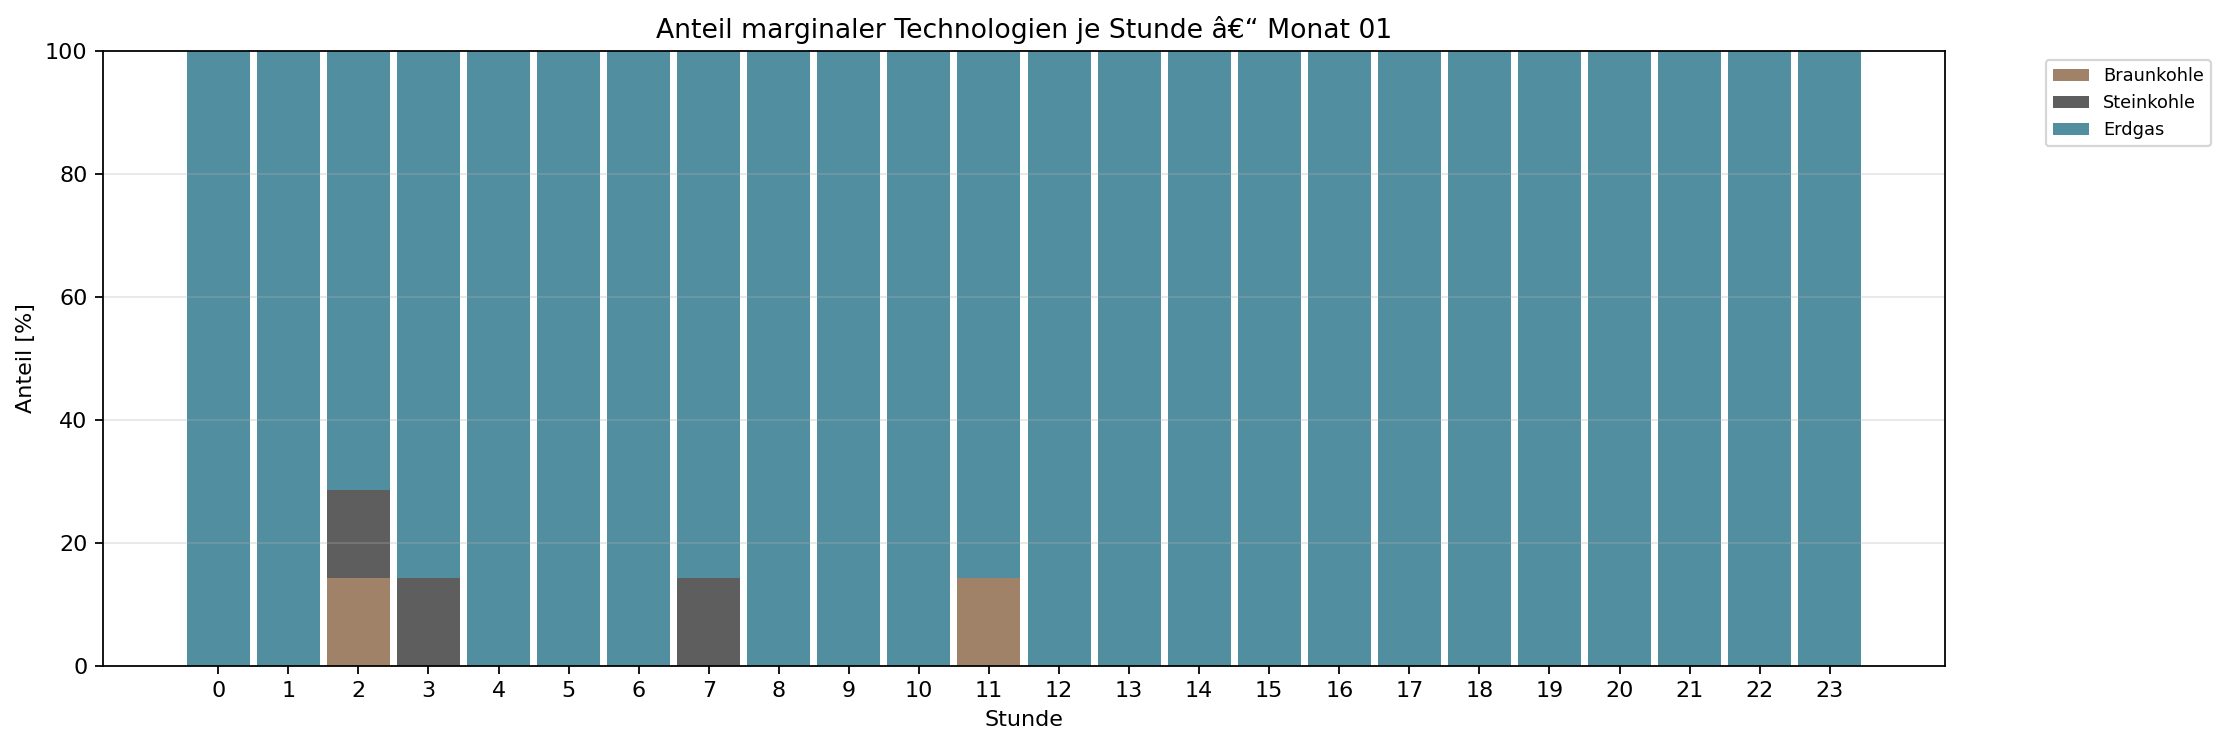 Anteil marginaler Technologien je Stunde â€“ Monat 01
Braunkohle
Steinkohle
Erdgas
Anteil [%]
100
80
60
40
20
0
0 1 2 3 4 5 6 7 8 9 10 11 12 13 14 15 16 17 18 19 20 21 22 23
Stunde